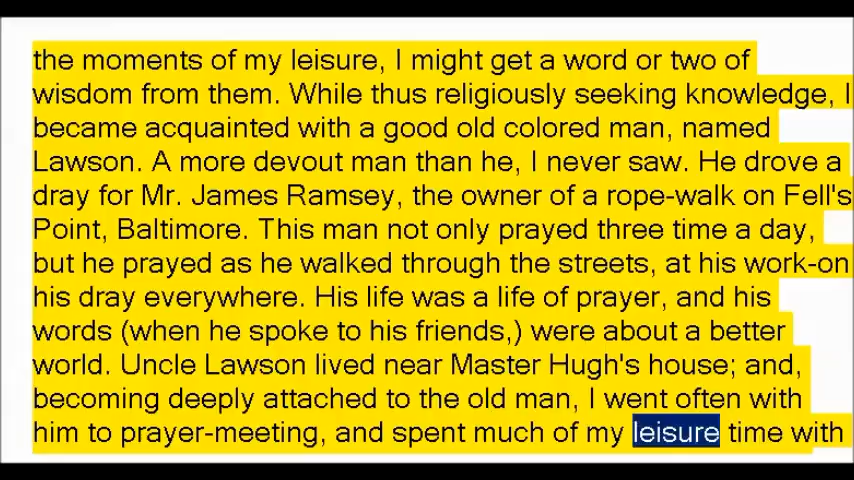 the moments of my leisure, I might get a word or two of
wisdom from them. While thus religiously seeking knowledge, I
became acquainted with a good old colored man, named
Lawson. A more devout man than he, I never saw. He drove a
dray for Mr. James Ramsey, the owner of a rope-walk on Fell's
Point, Baltimore. This man not only prayed three time a day,
but he prayed as he walked through the streets, at his work-on
his dray everywhere. His life was a life of prayer, and his
words (when he spoke to his friends,) were about a better
world. Uncle Lawson lived near Master Hugh's house; and,
becoming deeply attached to the old man, I went often with
him to prayer-meeting, and spent much of my leisure time with